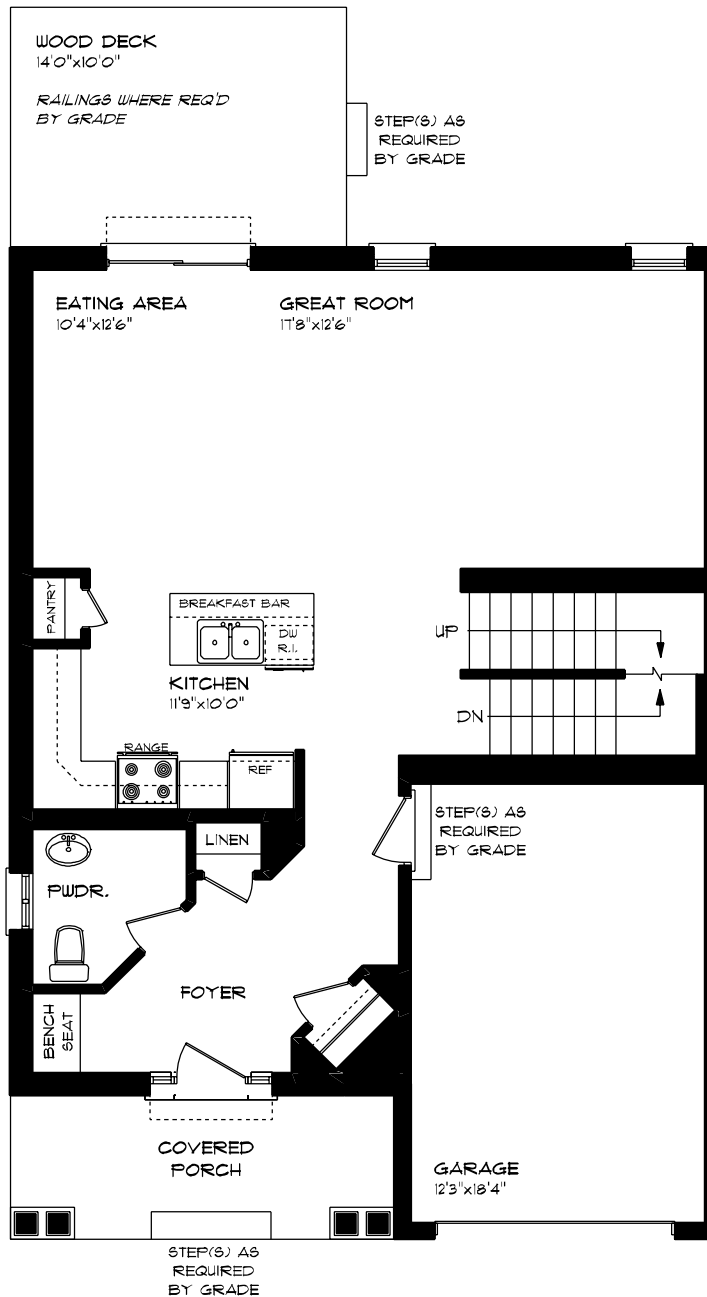 WOOD DECK
14'0"x10'0"
RAILINGS WHERE REQ'D
BY GRADE
STEP(S) AS
REQUIRED
BY GRADE
EATING AREA
10'4"x12'6"
GREAT ROOM
17'8"x12'6"
PANTRY
BREAKFAST BAR
DW
R.I.
UP
KITCHEN
11'9"x10'0"
DN
RANGE
REF
STEP(S) AS
REQUIRED
BY GRADE
LINEN
PWDR.
FOYER
BENCH
SEAT
COVERED
PORCH
GARAGE
12'3"x18'4"
STEP(S) AS
REQUIRED
BY GRADE